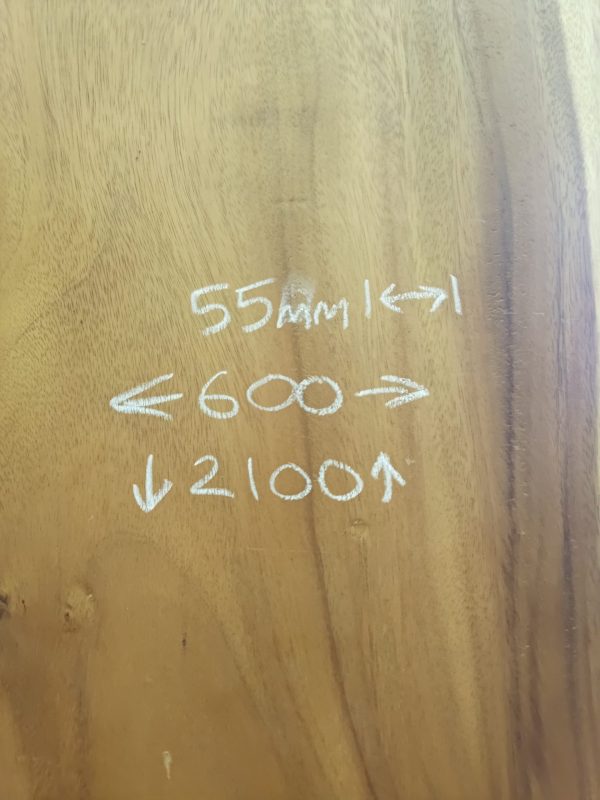 55mm |↔|
← 600 →
↓ 2100 ↑